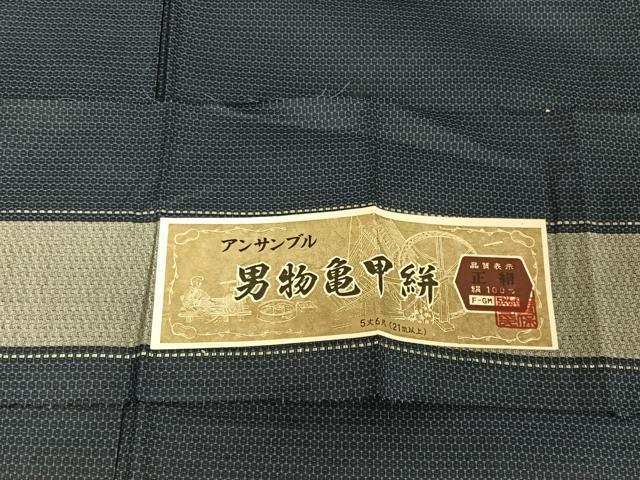 アンサンブル
男物亀甲絣
5丈6尺(21m以上)
品質表示
正絹
絹100%
F-GM